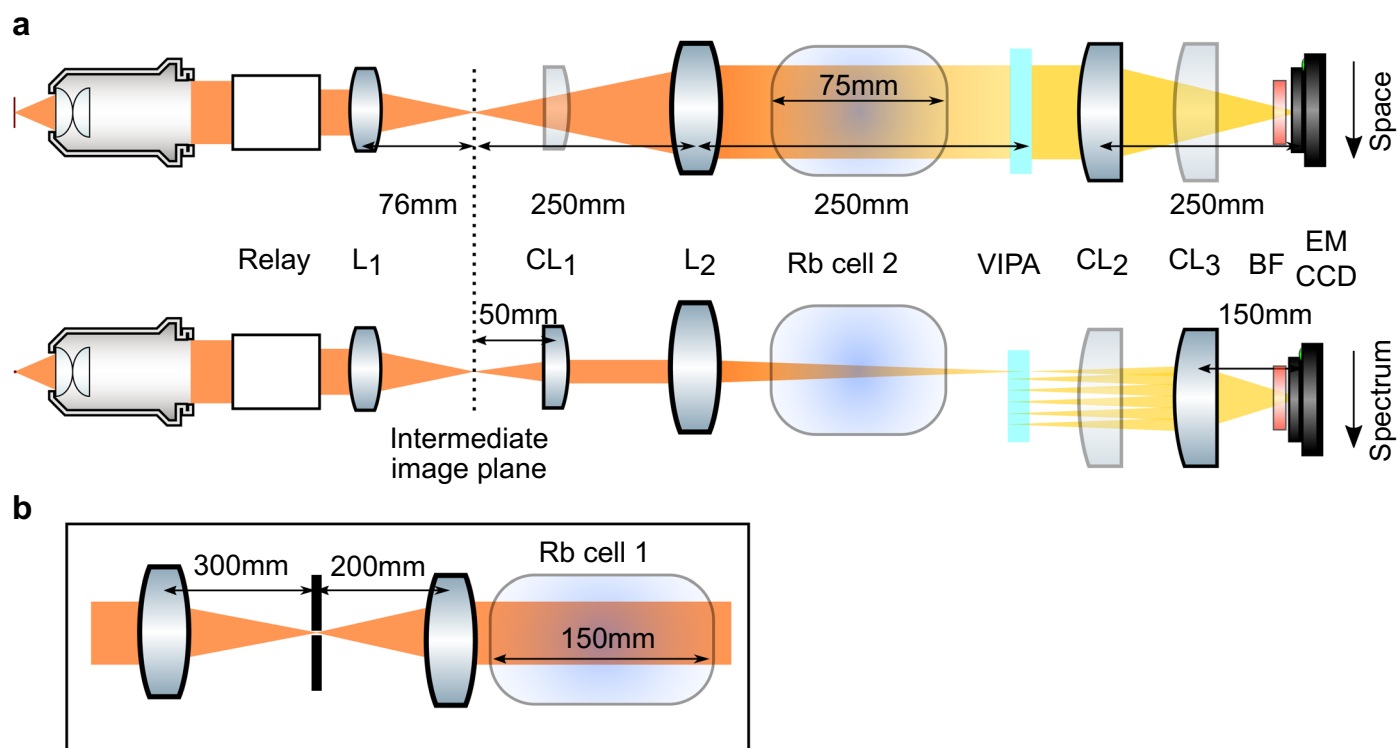 a
75mm
Space
76mm
250mm
250mm
250mm
Relay
L1
CL1
L2
Rb cell 2
VIPA
CL2
CL3
BF
EM
CCD
50mm
150mm
Intermediate
image plane
Spectrum
b
300mm
200mm
Rb cell 1
150mm